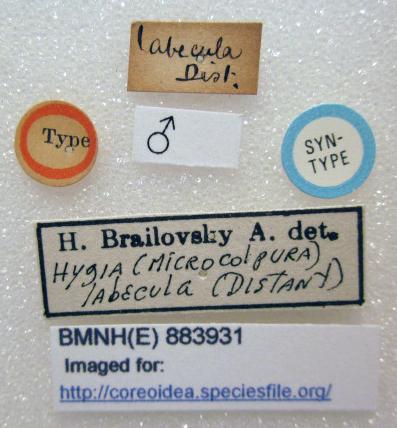 labecula
Dist.
Type
♂
SYN-
TYPE
H. Brailovsky A. det.
HYGIA (MICROCOLPURA)
labecula (DISTANT)
BMNH(E) 883931
Imaged for:
http://coreoidea.speciesfile.org/